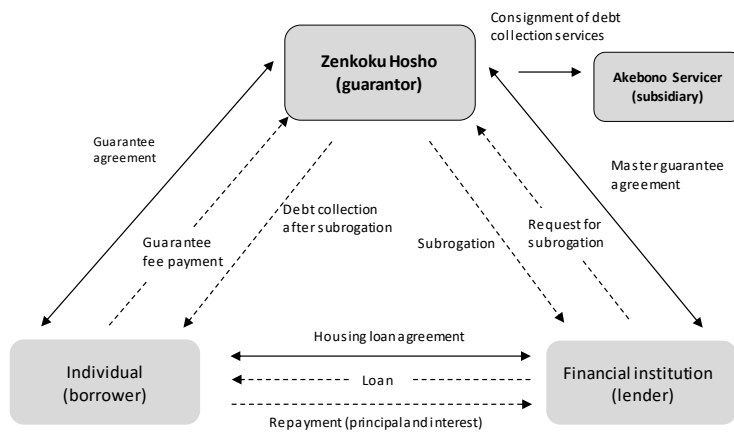 Consignment of debt
collection services
Zenkoku Hosho
(guarantor)
Akebono Servicer
(subsidiary)
Guarantee
agreement
Master guarantee
agreement
Debt collection
after subrogation
Guarantee
fee payment
Subrogation
Request for
subrogation
Housing loan agreement
Individual
(borrower)
Loan
Financial institution
(lender)
Repayment (principal and interest)